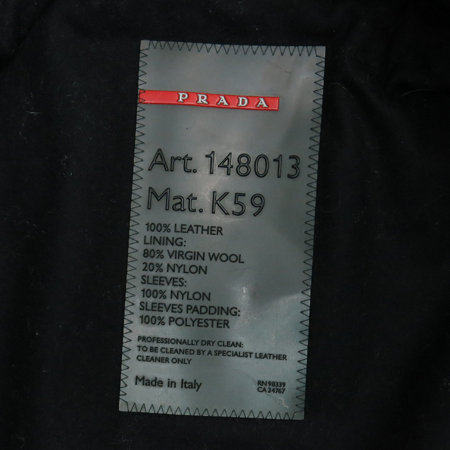 PRADA
Art. 148013
Mat. K59
100% LEATHER
LINING:
80% VIRGIN WOOL
20% NYLON
SLEEVES:
100% NYLON
SLEEVES PADDING:
100% POLYESTER
PROFESSIONALLY DRY CLEAN:
TO BE CLEANED BY A SPECIALIST LEATHER
CLEANER ONLY
Made in Italy
RN 98339
CA 24767